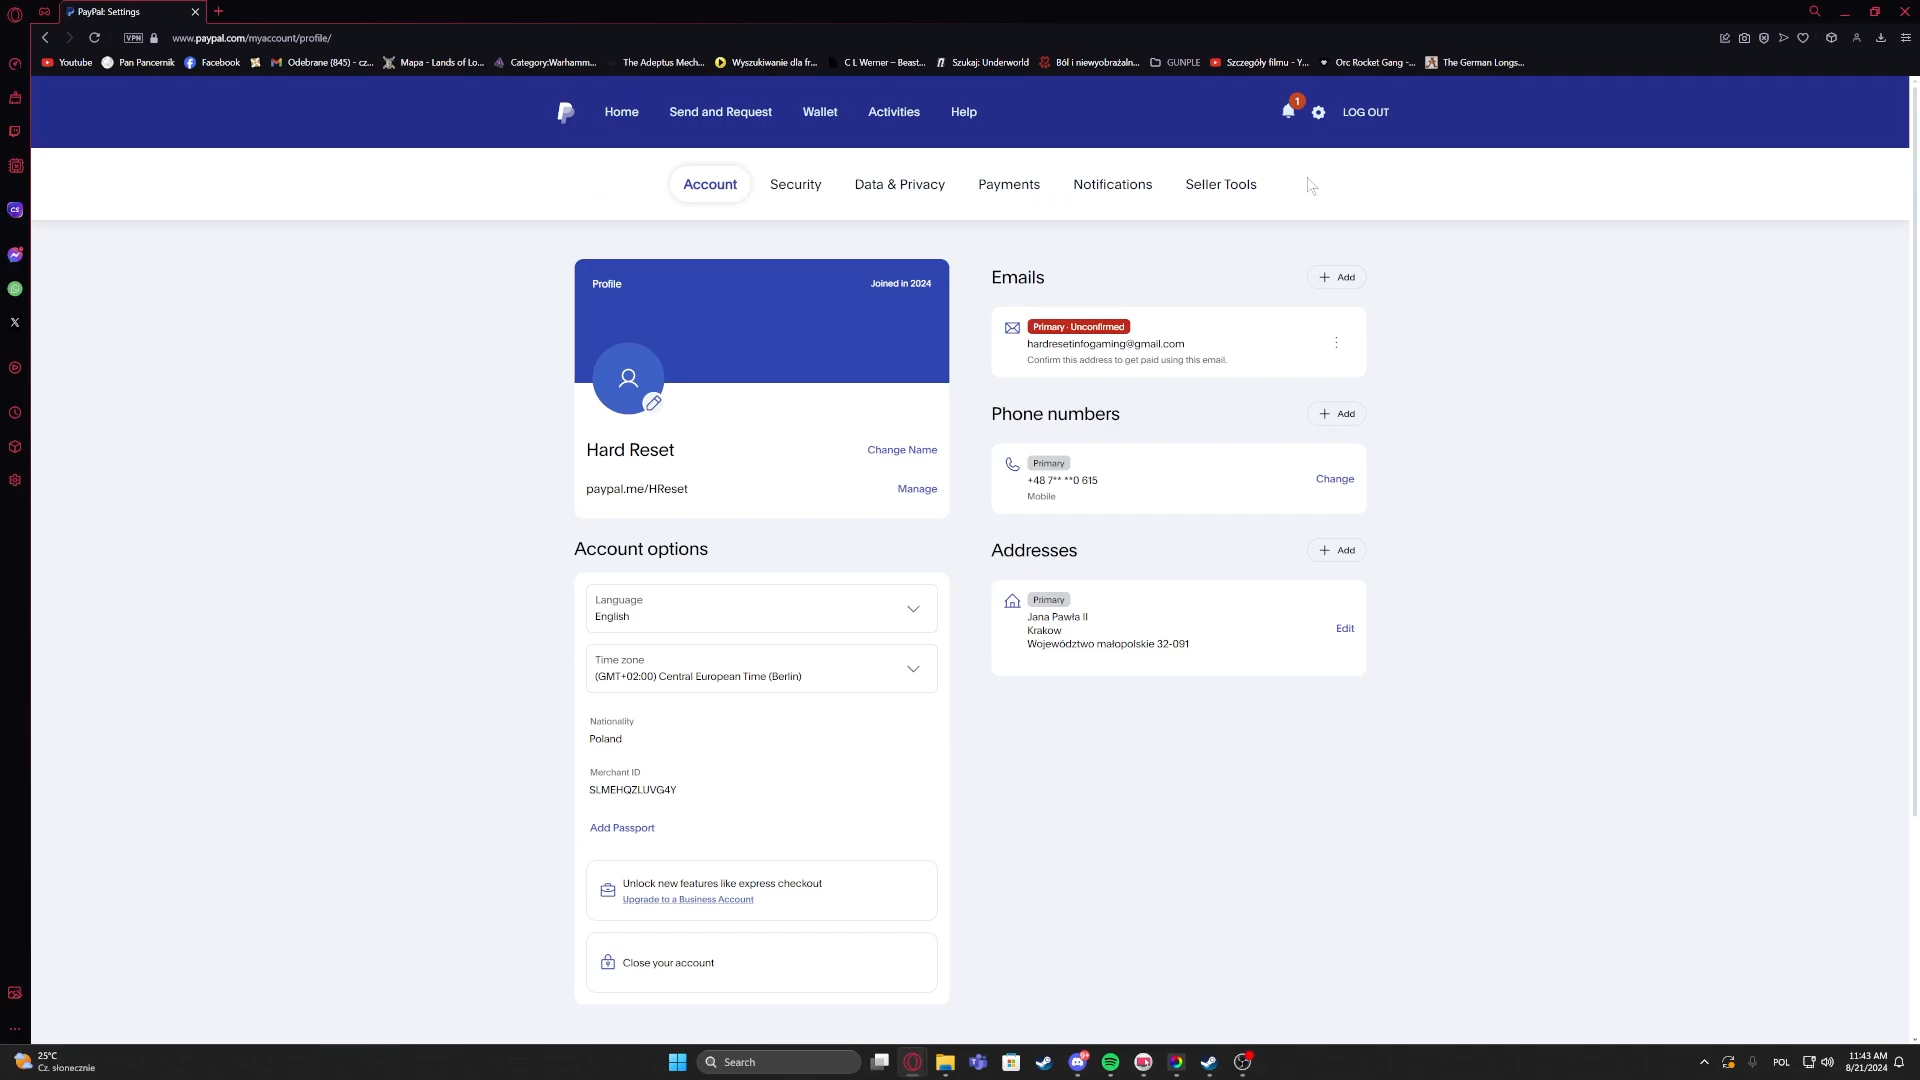 PayPal: Settings
VPN
www.paypal.com/myaccount/profile/
Youtube
Pan Pancernik
Facebook
Odebrane (845) - cz...
Mapa - Lands of Lo...
Category:Warhamm...
The Adeptus Mech...
Wyszukiwanie dla fr...
C L Werner – Beast...
Szukaj: Underworld
Ból i niewyobrażaln...
GUNPLE
Szczegóły filmu - Y...
Orc Rocket Gang -...
The German Longs...
Home
Send and Request
Wallet
Activities
Help
1
LOG OUT
Account
Security
Data & Privacy
Payments
Notifications
Seller Tools
Profile
Joined in 2024
Hard Reset
Change Name
paypal.me/HReset
Manage
Account options
Language
English
Time zone
(GMT+02:00) Central European Time (Berlin)
Nationality
Poland
Merchant ID
SLMEHQZLUVG4Y
Add Passport
Unlock new features like express checkout
Upgrade to a Business Account
Close your account
Emails
Add
Primary · Unconfirmed
hardresetinfogaming@gmail.com
Confirm this address to get paid using this email.
Phone numbers
Add
Primary
+48 7** **0 615
Mobile
Change
Addresses
Add
Primary
Jana Pawła II
Krakow
Województwo małopolskie 32-091
Edit
25°C
Cz. słonecznie
Search
POL
11:43 AM
8/21/2024